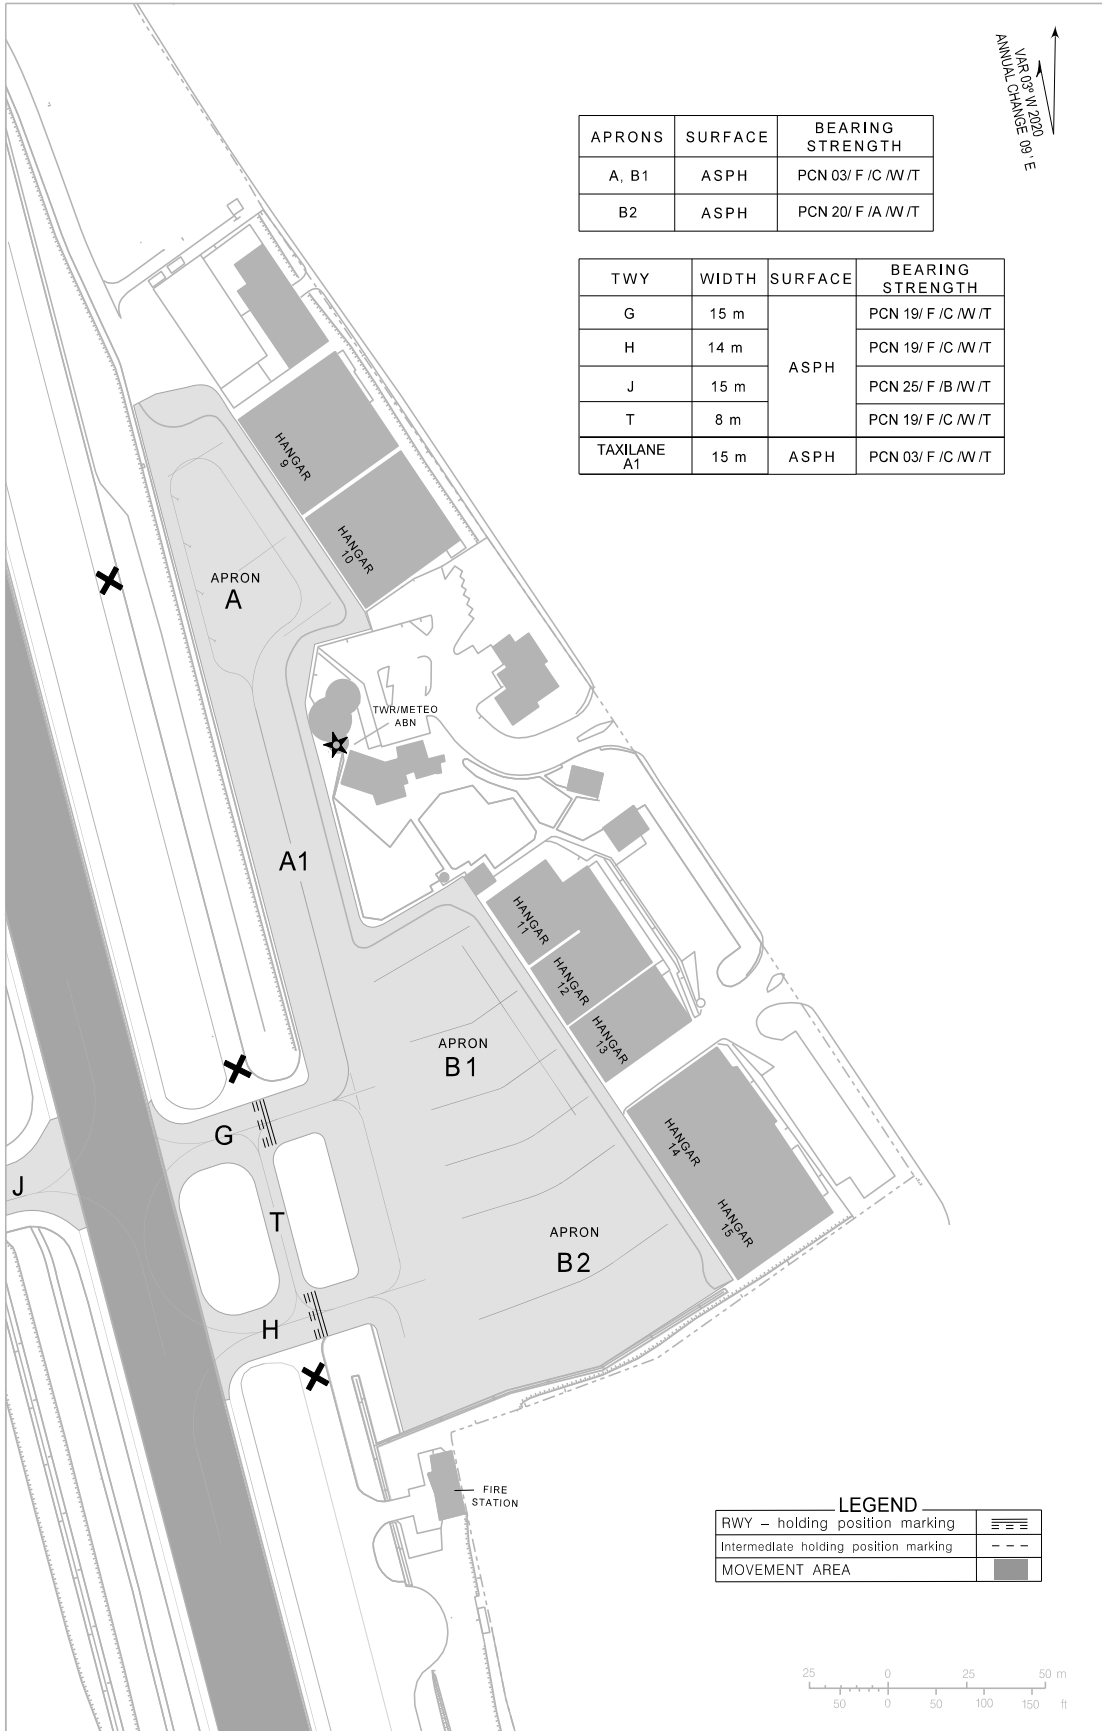 VAR 03° W 2020
ANNUAL CHANGE 09 ' E
APRONS SURFACE BEARING STRENGTH
A, B1 ASPH PCN 03/ F /C /W /T
B2 ASPH PCN 20/ F /A /W /T
TWY WIDTH SURFACE BEARING STRENGTH
G 15 m ASPH PCN 19/ F /C /W /T
H 14 m PCN 19/ F /C /W /T
J 15 m PCN 25/ F /B /W /T
T 8 m PCN 19/ F /C /W /T
TAXILANE A1 15 m ASPH PCN 03/ F /C /W /T
HANGAR
9
HANGAR
10
APRON
A
TWR/METEO
ABN
A1
HANGAR
11
HANGAR
12
HANGAR
13
APRON
B1
G
HANGAR
14
J
T
HANGAR
15
APRON
B2
H
FIRE
STATION
LEGEND
RWY – holding position marking
Intermediate holding position marking
MOVEMENT AREA
25 0 25 50 m
50 0 50 100 150 ft